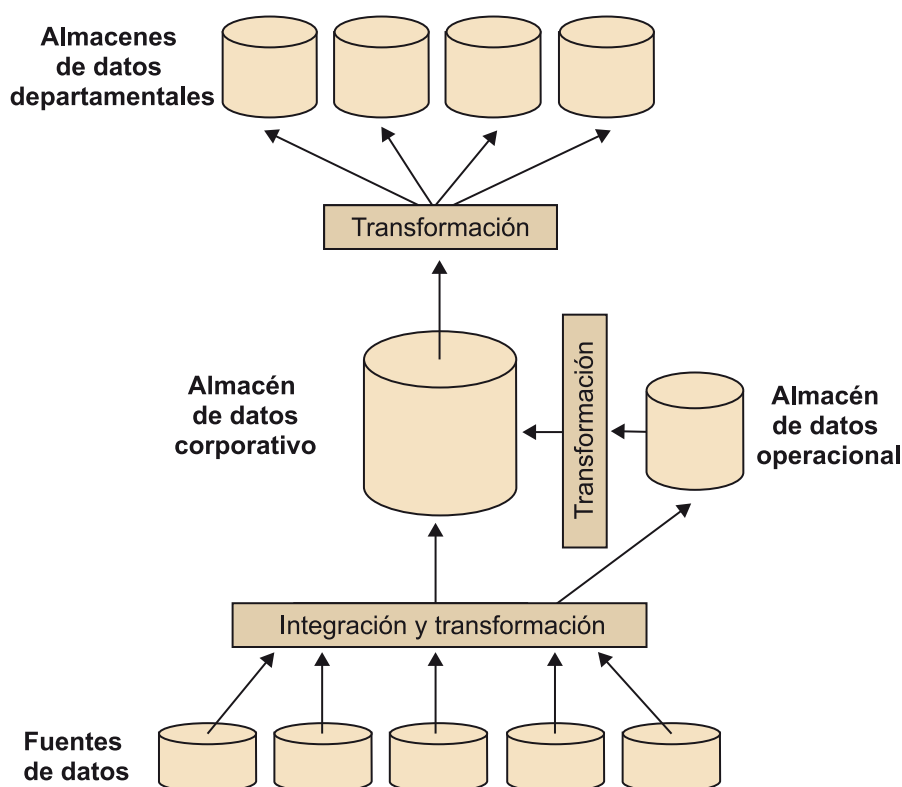 Almacenes
de datos
departamentales
Transformación
Almacén
de datos
corporativo
Transformación
Almacén
de datos
operacional
Integración y transformación
Fuentes
de datos